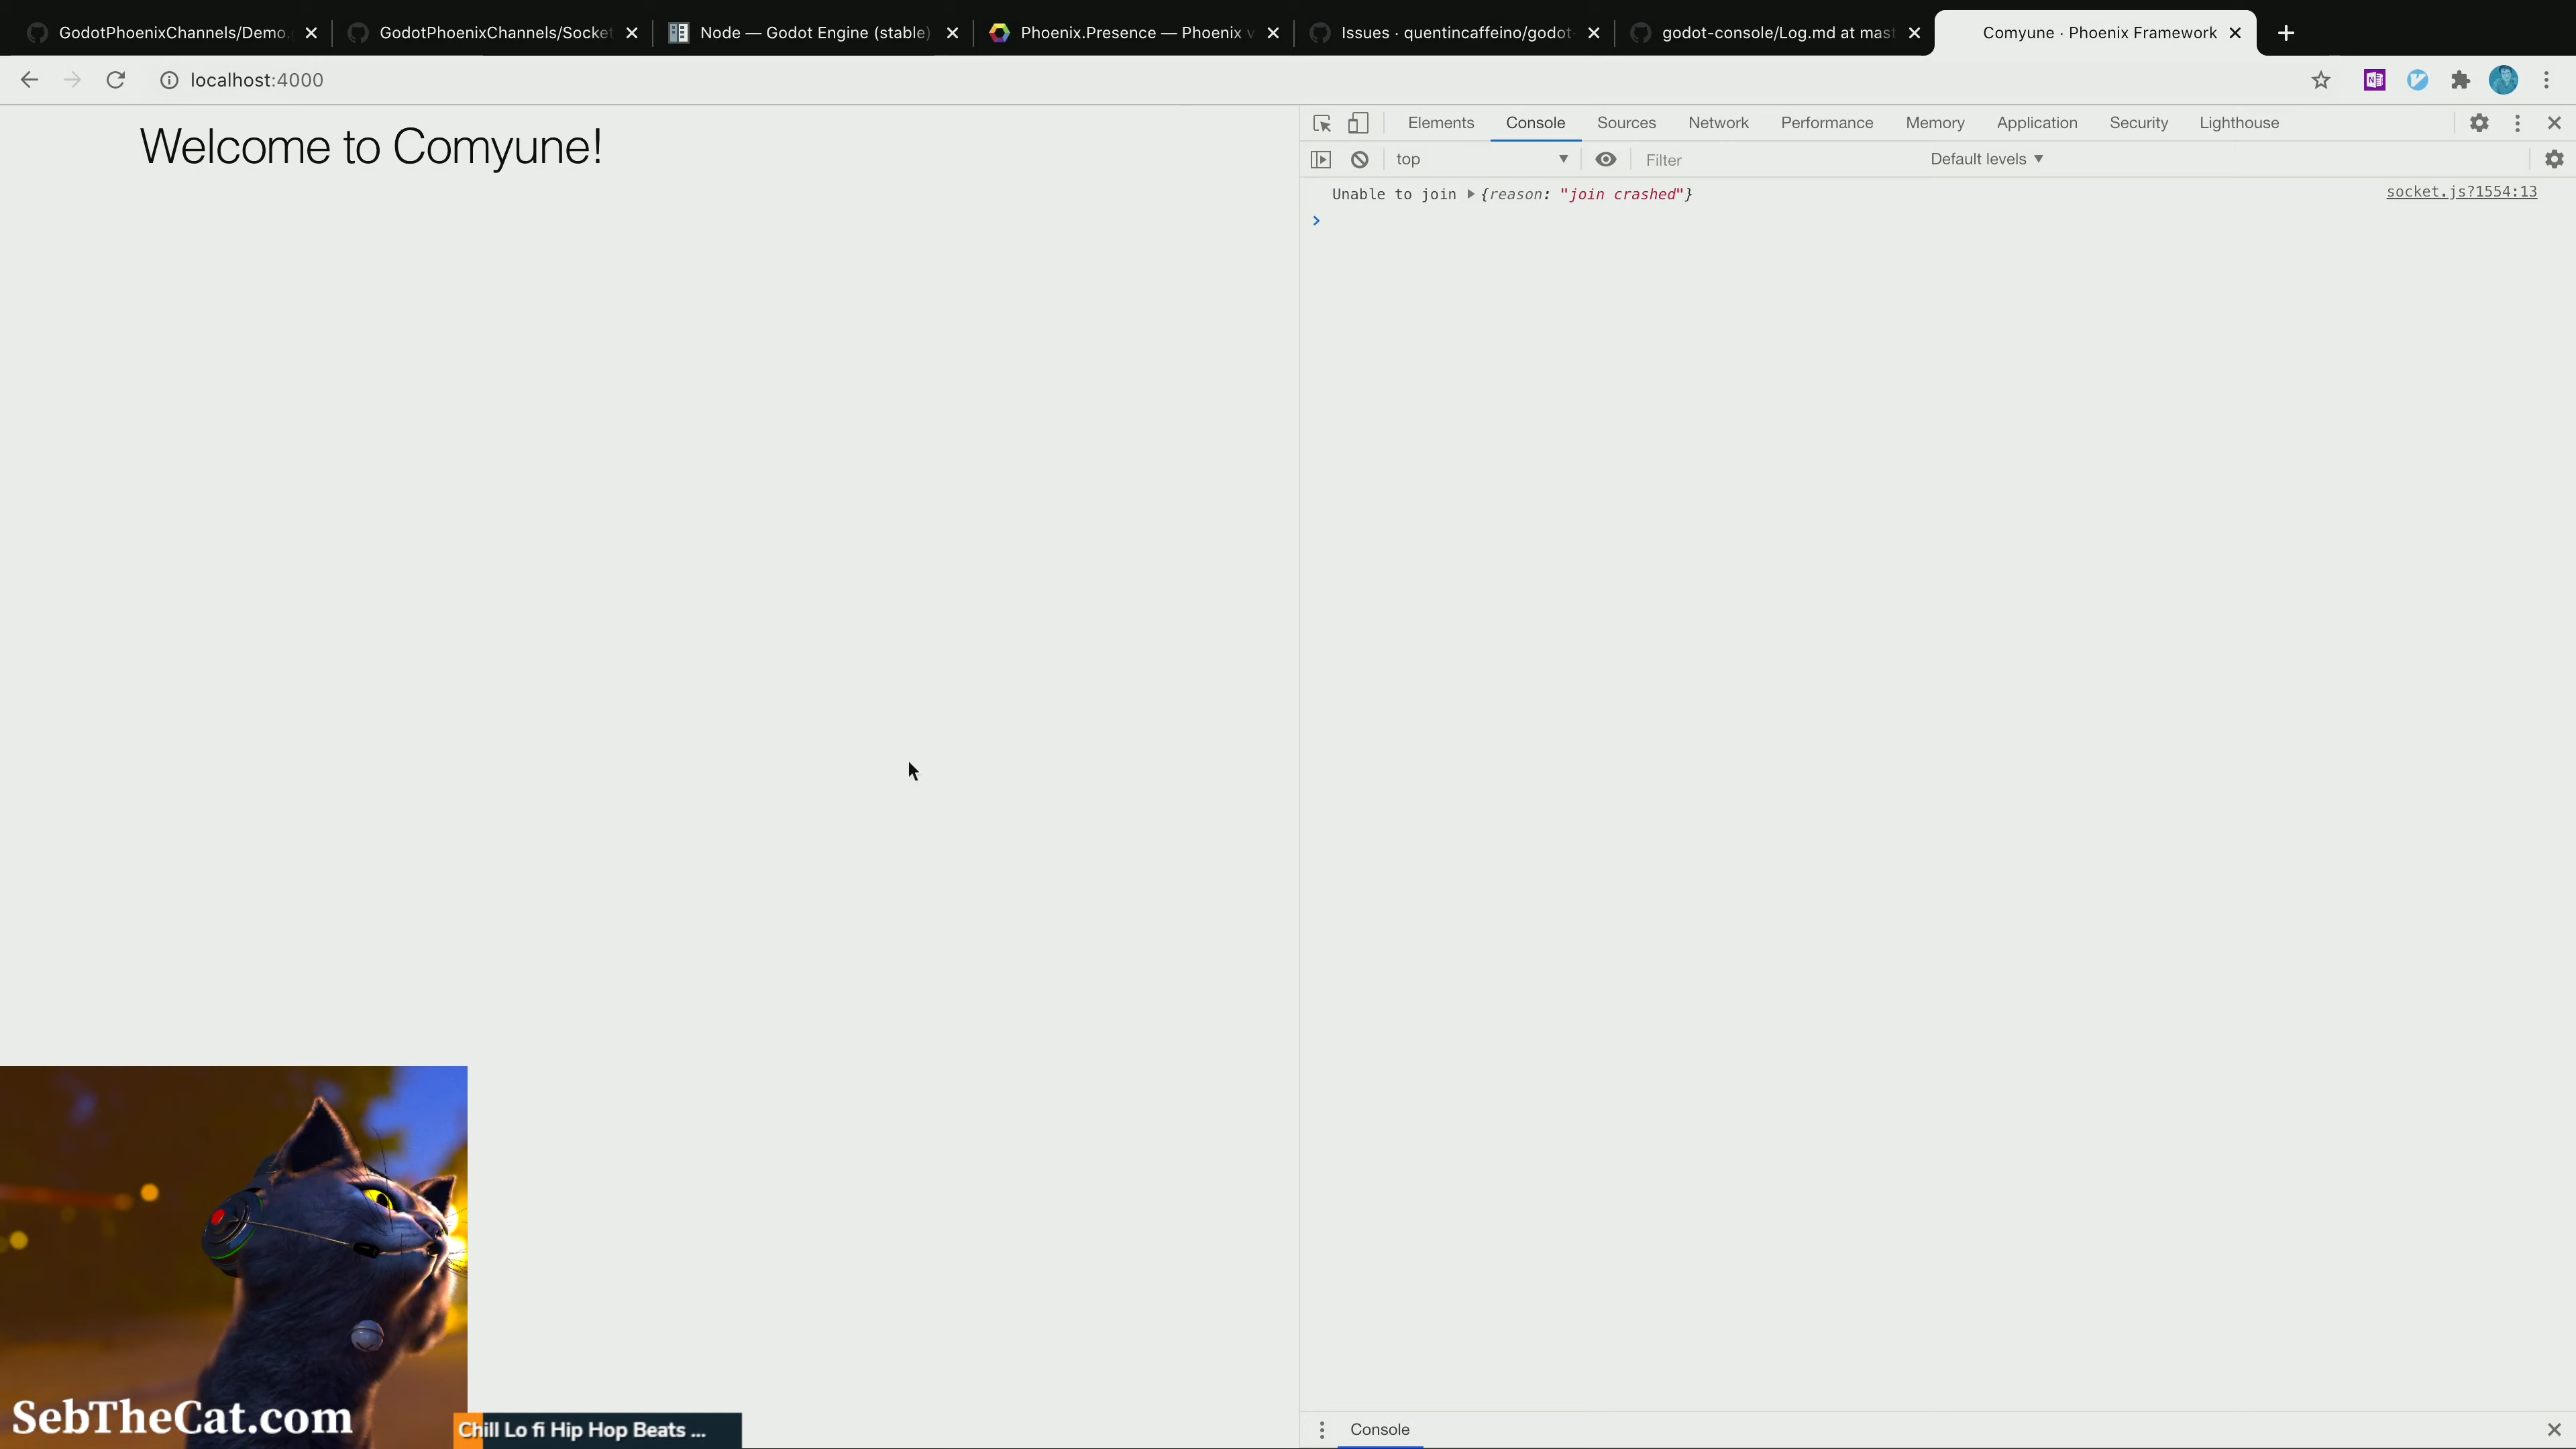 GodotPhoenixChannels/Demo.
GodotPhoenixChannels/Socket
Node — Godot Engine (stable)
Phoenix.Presence — Phoenix v
Issues · quentincaffeino/godot-
godot-console/Log.md at mast
Comyune · Phoenix Framework
localhost:4000
Welcome to Comyune!
Elements Console Sources Network Performance Memory Application Security Lighthouse
top
Filter
Default levels
Unable to join {reason: "join crashed"}
socket.js?1554:13
SebTheCat.com
Chill Lo fi Hip Hop Beats ...
Console